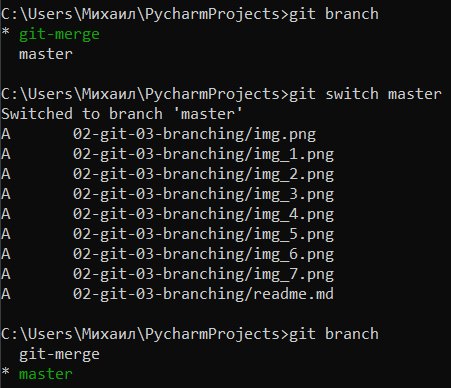 C:\Users\Михаил\PycharmProjects>git branch
* git-merge
  master
C:\Users\Михаил\PycharmProjects>git switch master
Switched to branch 'master'
A       02-git-03-branching/img.png
A       02-git-03-branching/img_1.png
A       02-git-03-branching/img_2.png
A       02-git-03-branching/img_3.png
A       02-git-03-branching/img_4.png
A       02-git-03-branching/img_5.png
A       02-git-03-branching/img_6.png
A       02-git-03-branching/img_7.png
A       02-git-03-branching/readme.md
C:\Users\Михаил\PycharmProjects>git branch
  git-merge
* master